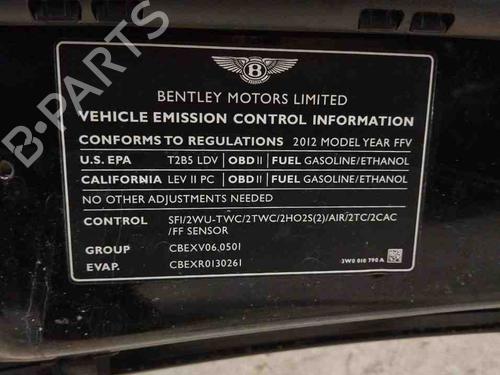 B
BENTLEY MOTORS LIMITED
VEHICLE EMISSION CONTROL INFORMATION
CONFORMS TO REGULATIONS 2012 MODEL YEAR FFV
U.S. EPA T2B5 LDV OBD II FUEL GASOLINE/ETHANOL
CALIFORNIA LEV II PC OBD II FUEL GASOLINE/ETHANOL
NO OTHER ADJUSTMENTS NEEDED
CONTROL SFI/2WU-TWC/2TWC/2HO2S(2)/AIR/2TC/2CAC
/FF SENSOR
GROUP CBEXV06.0501
EVAP. CBEXR0130261
3W0 010 790 A